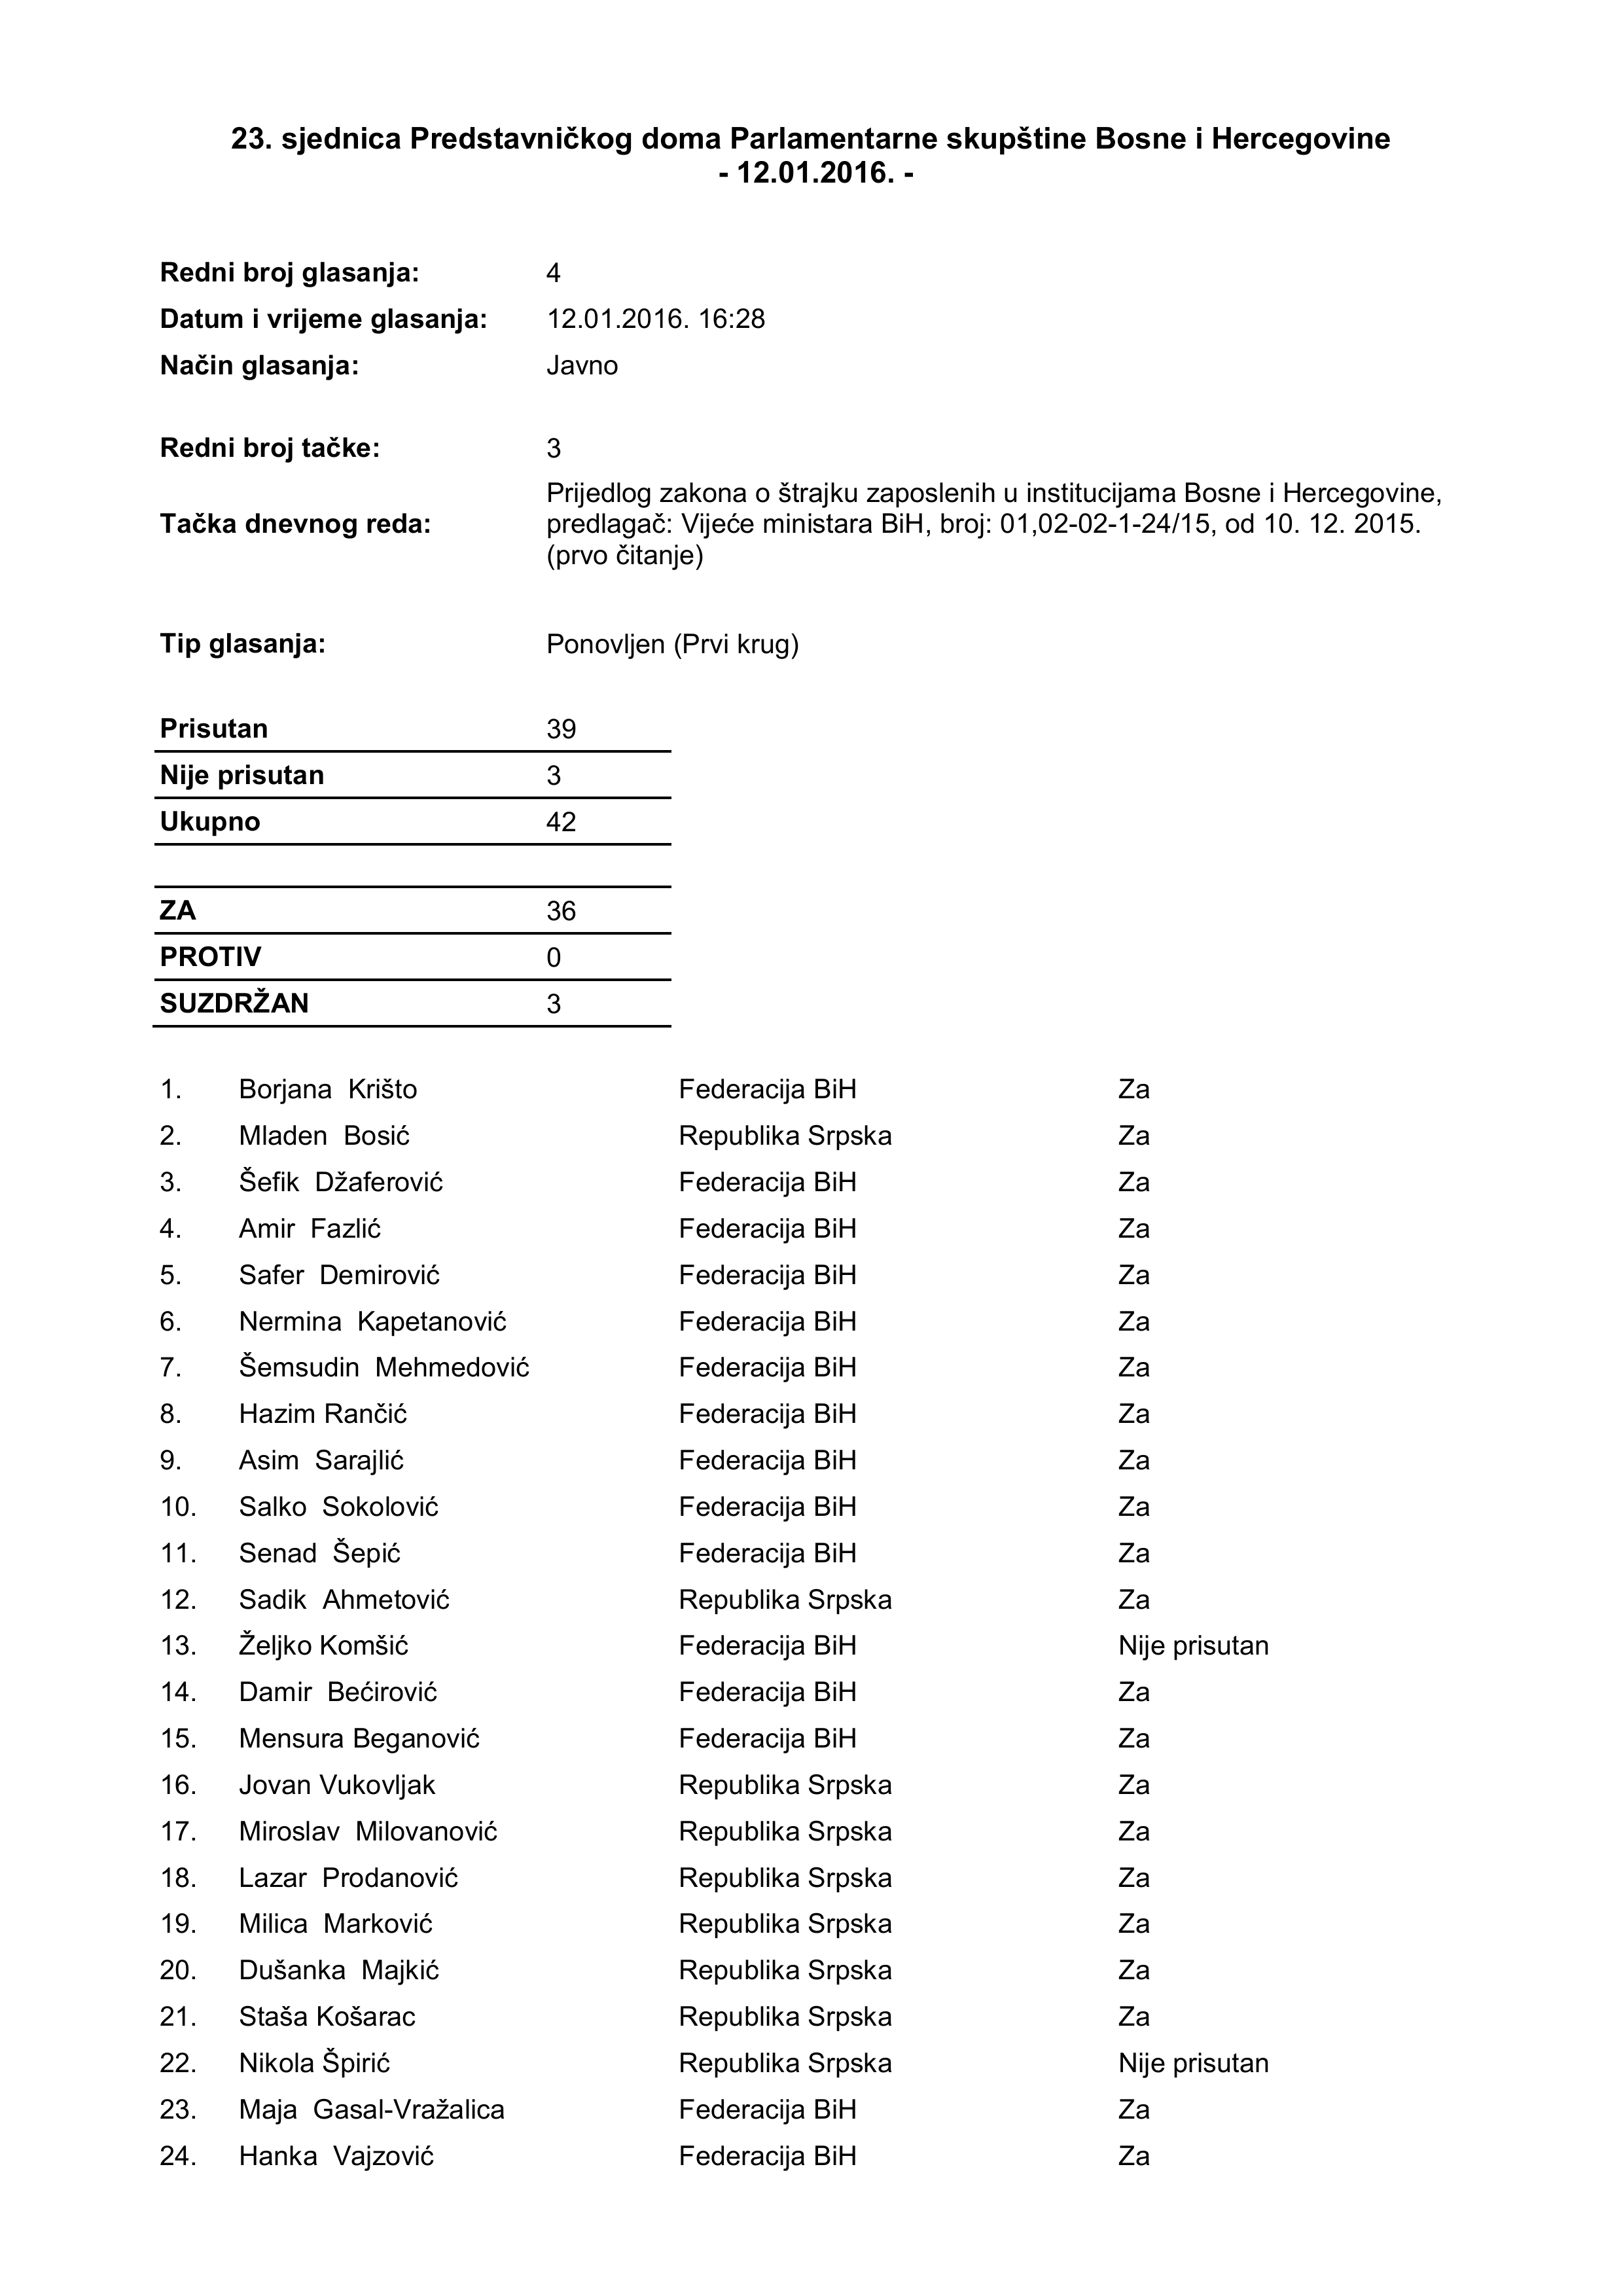 23. sjednica Predstavničkog doma Parlamentarne skupštine Bosne i Hercegovine
- 12.01.2016. -
Redni broj glasanja: 4
Datum i vrijeme glasanja: 12.01.2016. 16:28
Način glasanja: Javno
Redni broj tačke: 3
Tačka dnevnog reda: Prijedlog zakona o štrajku zaposlenih u institucijama Bosne i Hercegovine,
predlagač: Vijeće ministara BiH, broj: 01,02-02-1-24/15, od 10. 12. 2015.
(prvo čitanje)
Tip glasanja: Ponovljen (Prvi krug)
Prisutan 39
Nije prisutan 3
Ukupno 42
ZA 36
PROTIV 0
SUZDRŽAN 3
1. Borjana Krišto Federacija BiH Za
2. Mladen Bosić Republika Srpska Za
3. Šefik Džaferović Federacija BiH Za
4. Amir Fazlić Federacija BiH Za
5. Safer Demirović Federacija BiH Za
6. Nermina Kapetanović Federacija BiH Za
7. Šemsudin Mehmedović Federacija BiH Za
8. Hazim Rančić Federacija BiH Za
9. Asim Sarajlić Federacija BiH Za
10. Salko Sokolović Federacija BiH Za
11. Senad Šepić Federacija BiH Za
12. Sadik Ahmetović Republika Srpska Za
13. Željko Komšić Federacija BiH Nije prisutan
14. Damir Bećirović Federacija BiH Za
15. Mensura Beganović Federacija BiH Za
16. Jovan Vukovljak Republika Srpska Za
17. Miroslav Milovanović Republika Srpska Za
18. Lazar Prodanović Republika Srpska Za
19. Milica Marković Republika Srpska Za
20. Dušanka Majkić Republika Srpska Za
21. Staša Košarac Republika Srpska Za
22. Nikola Špirić Republika Srpska Nije prisutan
23. Maja Gasal-Vražalica Federacija BiH Za
24. Hanka Vajzović Federacija BiH Za